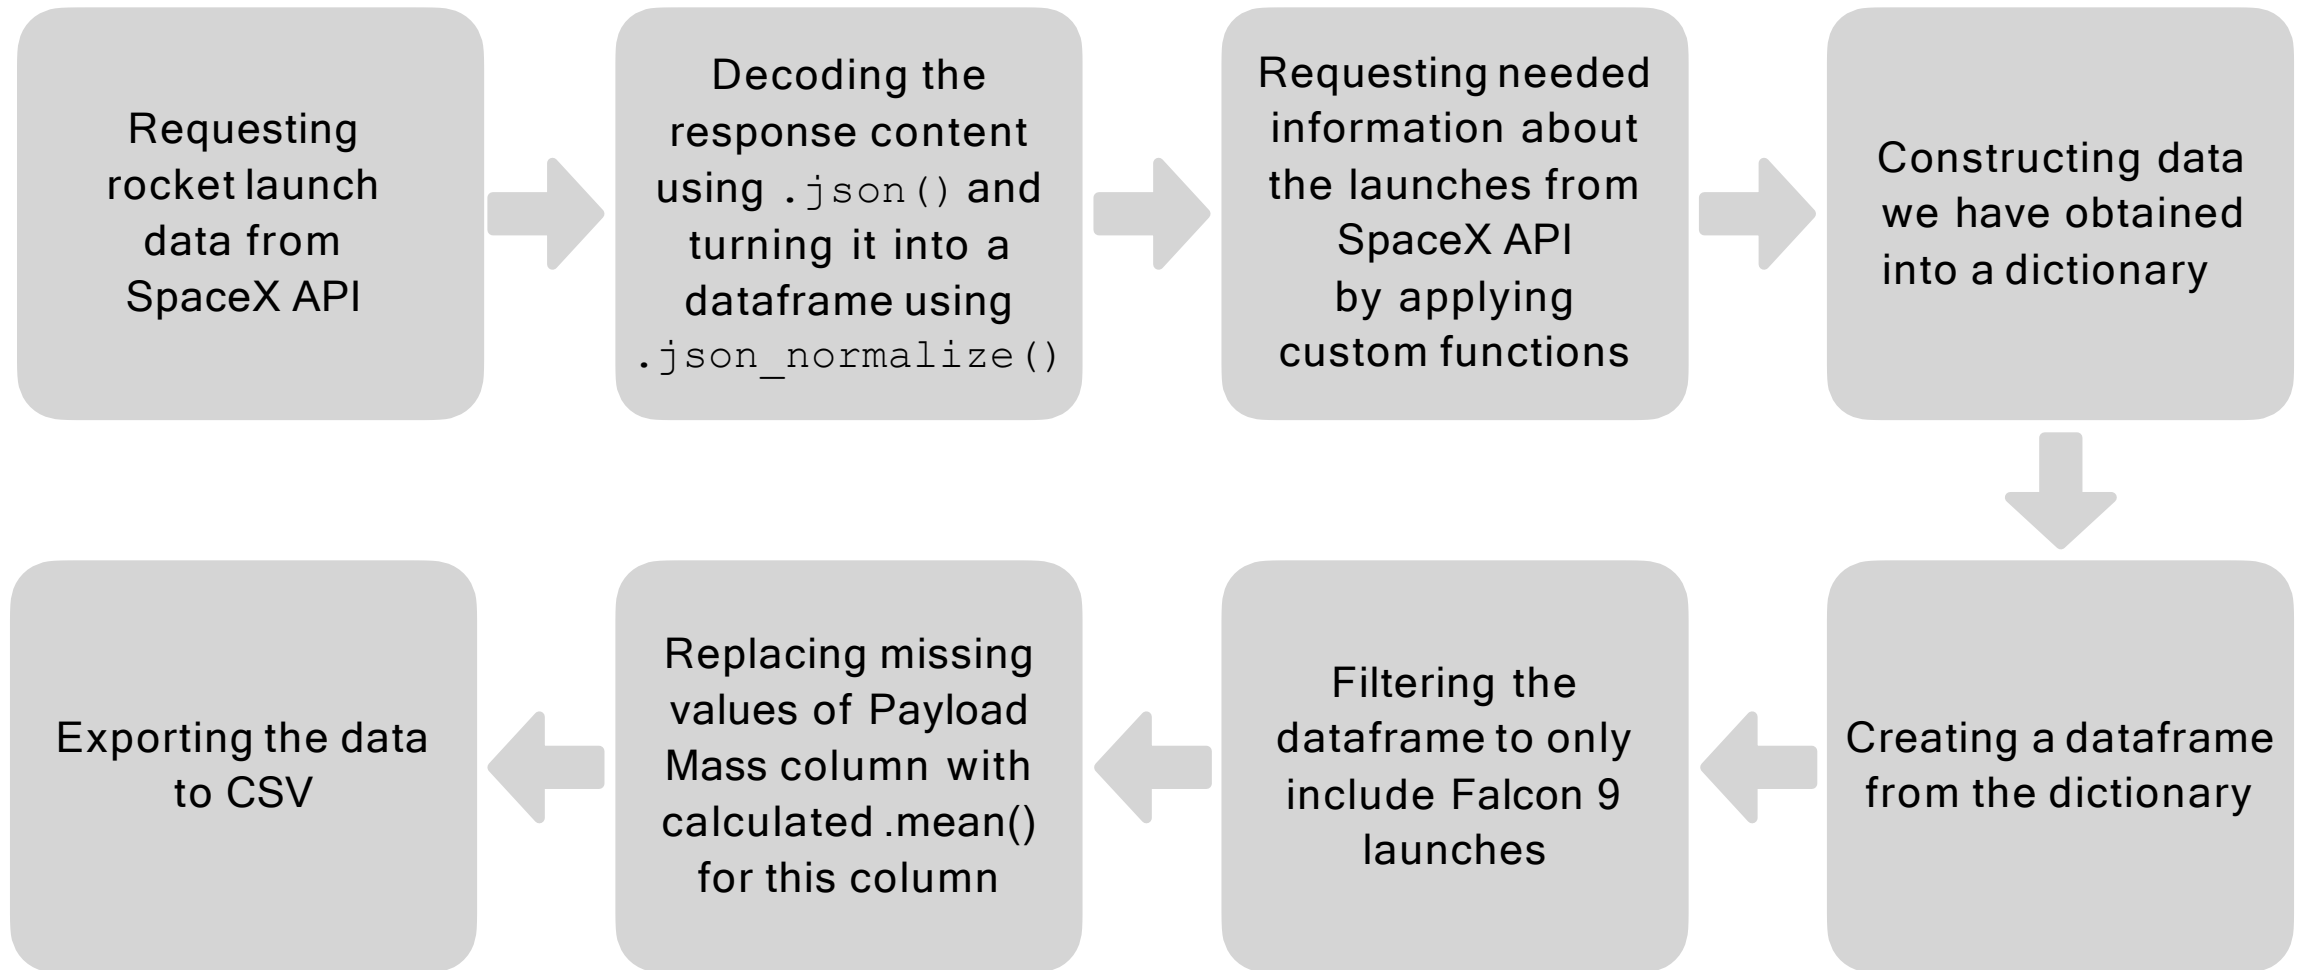 Requesting
rocket launch
data from
SpaceX API
Decoding the
response content
using .json() and
turning it into a
dataframe using
.json_normalize()
Requesting needed
information about
the launches from
SpaceX API
by applying
custom functions
Constructing data
we have obtained
into a dictionary
Creating a dataframe
from the dictionary
Filtering the
dataframe to only
include Falcon 9
launches
Replacing missing
values of Payload
Mass column with
calculated .mean()
for this column
Exporting the data
to CSV